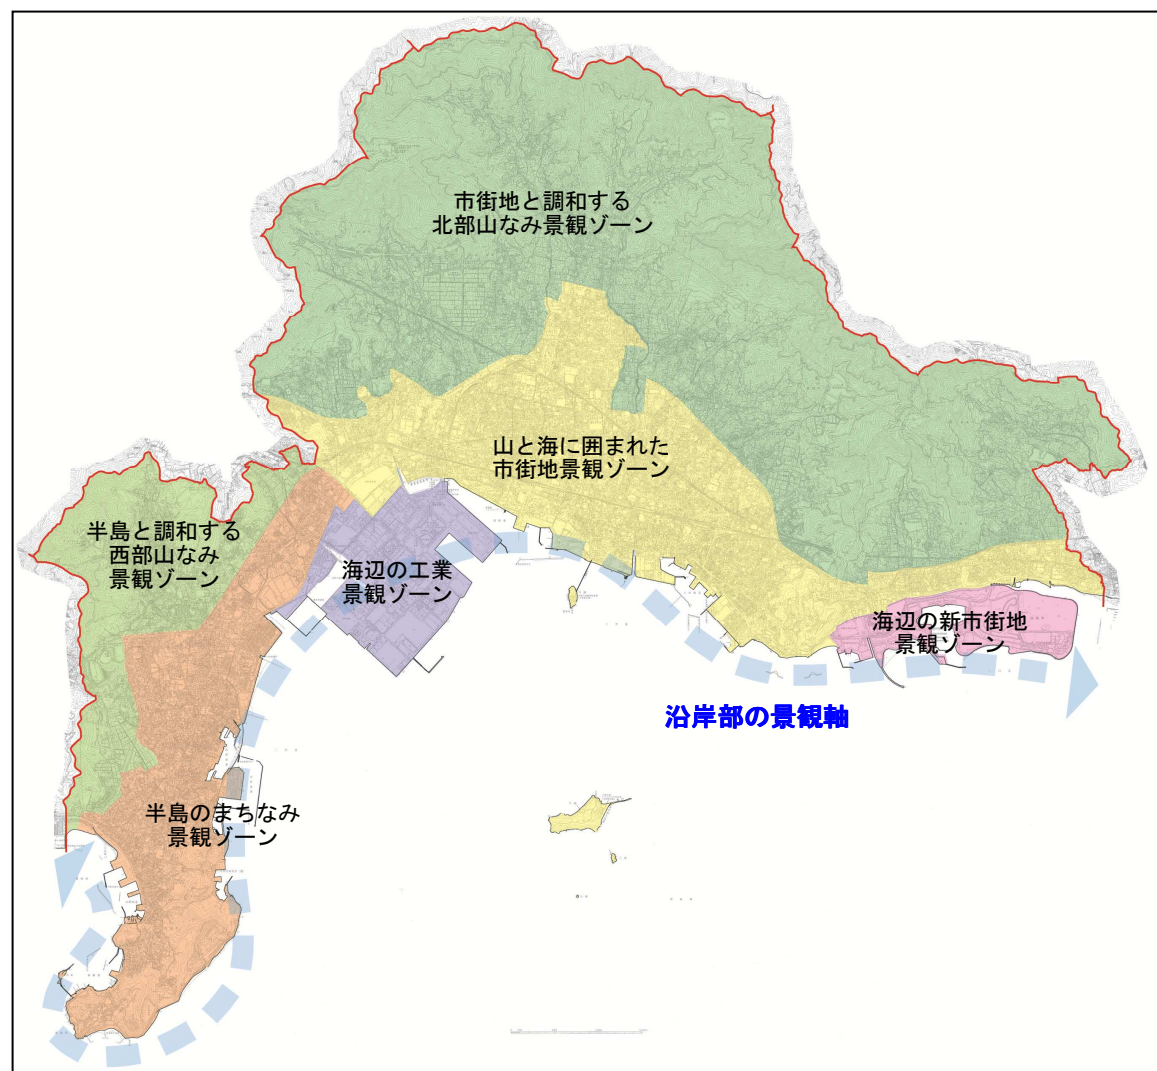 市街地と調和する
北部山なみ景観ゾーン
山と海に囲まれた
市街地景観ゾーン
半島と調和する
西部山なみ
景観ゾーン
海辺の工業
景観ゾーン
海辺の新市街地
景観ゾーン
沿岸部の景観軸
半島のまちなみ
景観ゾーン